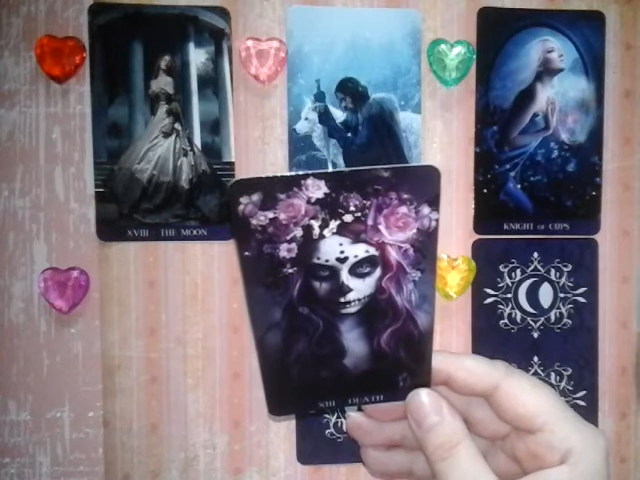 XVIII · THE MOON
KNIGHT OF CUPS
XIII · DEATH